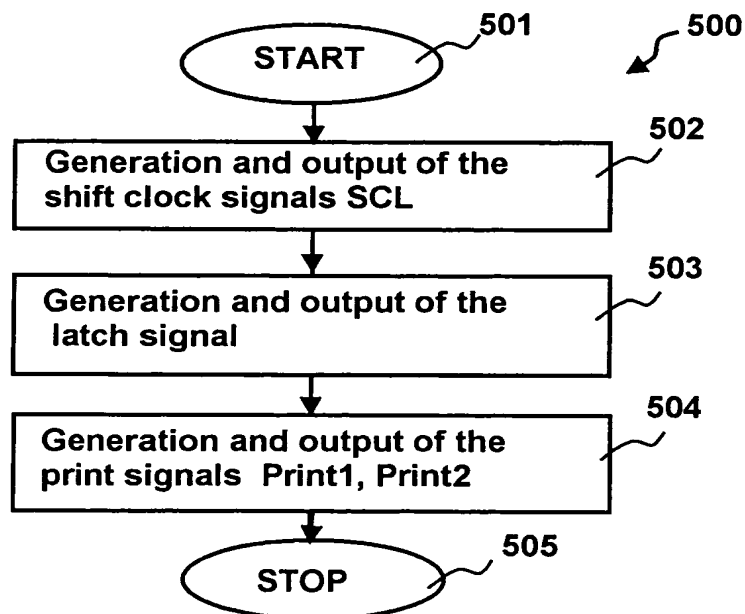 501
500
START
502
Generation and output of the
shift clock signals SCL
503
Generation and output of the
latch signal
504
Generation and output of the
print signals Print1, Print2
505
STOP